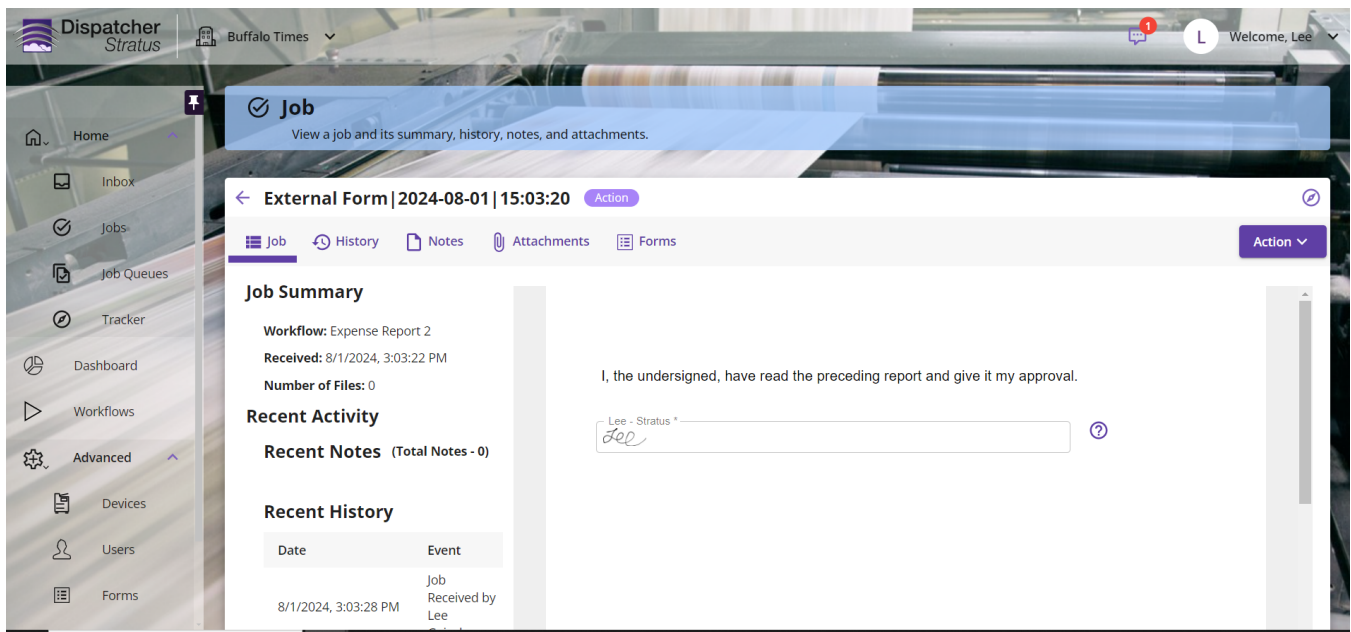 Dispatcher
Stratus
Buffalo Times
1
L
Welcome, Lee
Home
Inbox
Jobs
Job Queues
Tracker
Dashboard
Workflows
Advanced
Devices
Users
Forms
Job
View a job and its summary, history, notes, and attachments.
External Form|2024-08-01|15:03:20 Action
Job History Notes Attachments Forms
Action
Job Summary
Workflow: Expense Report 2
Received: 8/1/2024, 3:03:22 PM
Number of Files: 0
Recent Activity
Recent Notes (Total Notes - 0)
Recent History
Date Event
8/1/2024, 3:03:28 PM
Job
Received by
Lee
I, the undersigned, have read the preceding report and give it my approval.
Lee - Stratus *
Lee